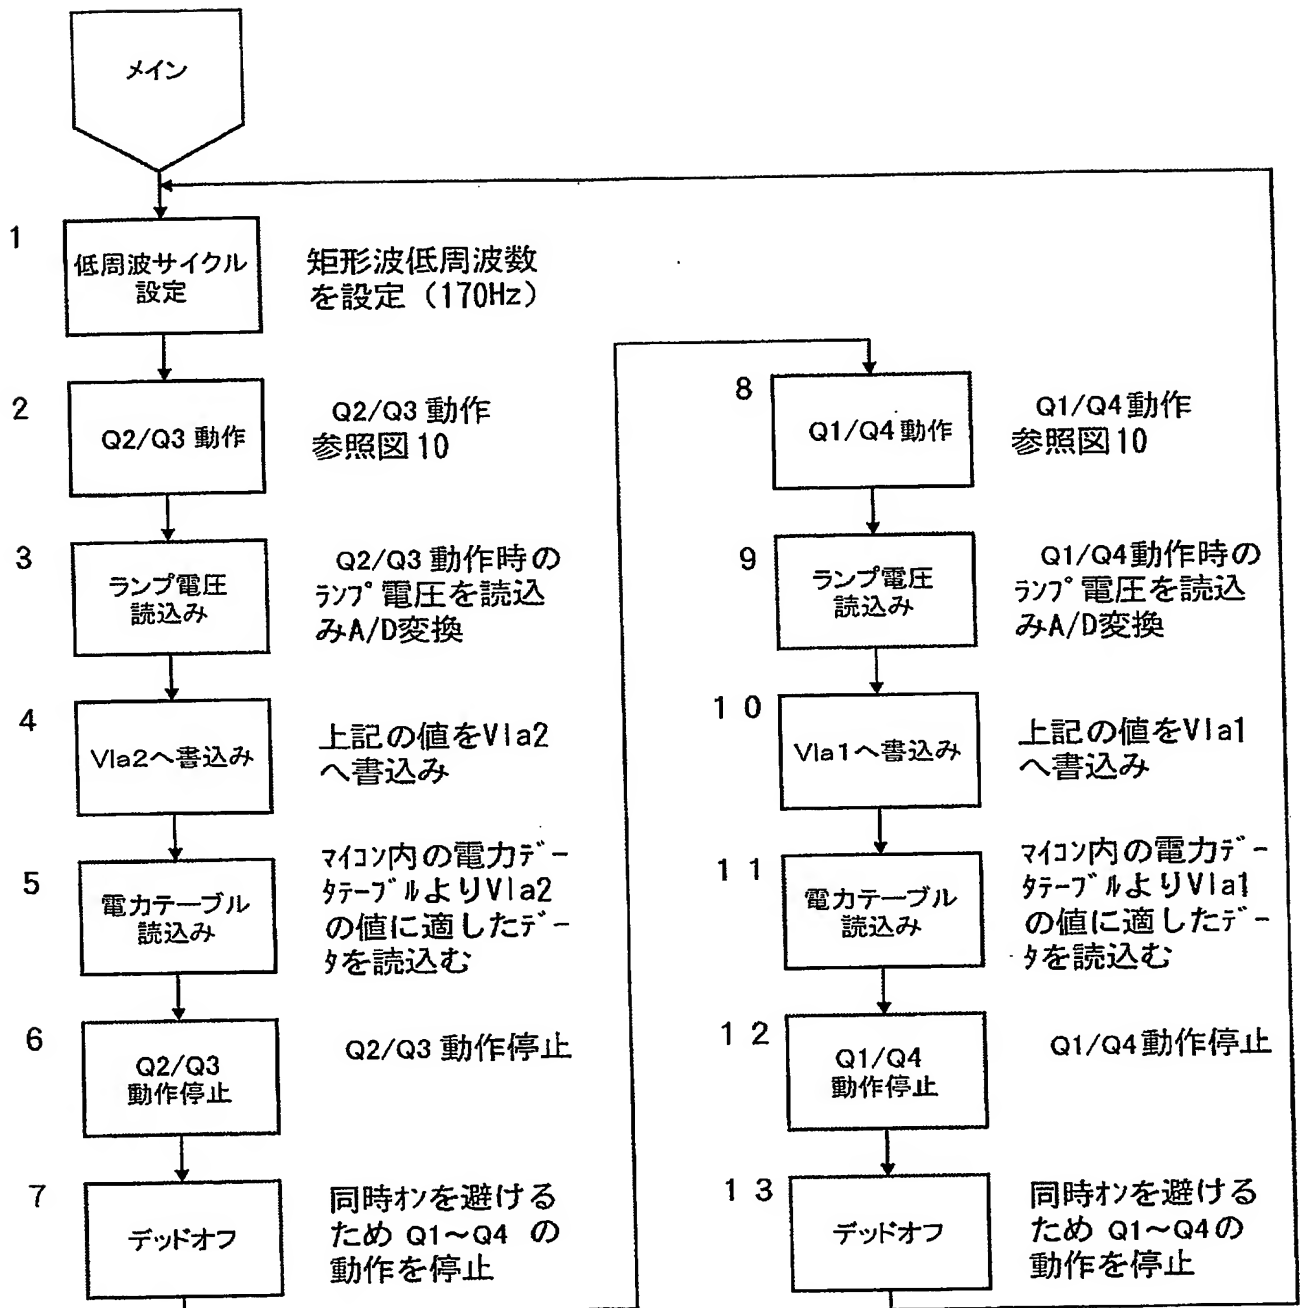 メイン
1
低周波サイクル
設定
矩形波低周波数
を設定（170Hz）
2
Q2/Q3 動作
Q2/Q3 動作
参照図10
3
ランプ電圧
読込み
Q2/Q3 動作時の
ﾗﾝﾌﾟ電圧を読込
みA/D変換
4
Vla2へ書込み
上記の値をVla2
へ書込み
5
電力テーブル
読込み
ﾏｲｺﾝ内の電力ﾃﾞｰ
ﾀﾃｰﾌﾞﾙよりVla2
の値に適したﾃﾞｰ
ﾀを読込む
6
Q2/Q3
動作停止
Q2/Q3 動作停止
7
デッドオフ
同時ｵﾝを避ける
ため Q1～Q4 の
動作を停止
8
Q1/Q4 動作
Q1/Q4動作
参照図10
9
ランプ電圧
読込み
Q1/Q4動作時の
ﾗﾝﾌﾟ電圧を読込
みA/D変換
10
Vla1へ書込み
上記の値をVla1
へ書込み
11
電力テーブル
読込み
ﾏｲｺﾝ内の電力ﾃﾞｰ
ﾀﾃｰﾌﾞﾙよりVla1
の値に適したﾃﾞｰ
ﾀを読込む
12
Q1/Q4
動作停止
Q1/Q4動作停止
13
デッドオフ
同時ｵﾝを避ける
ため Q1～Q4の
動作を停止